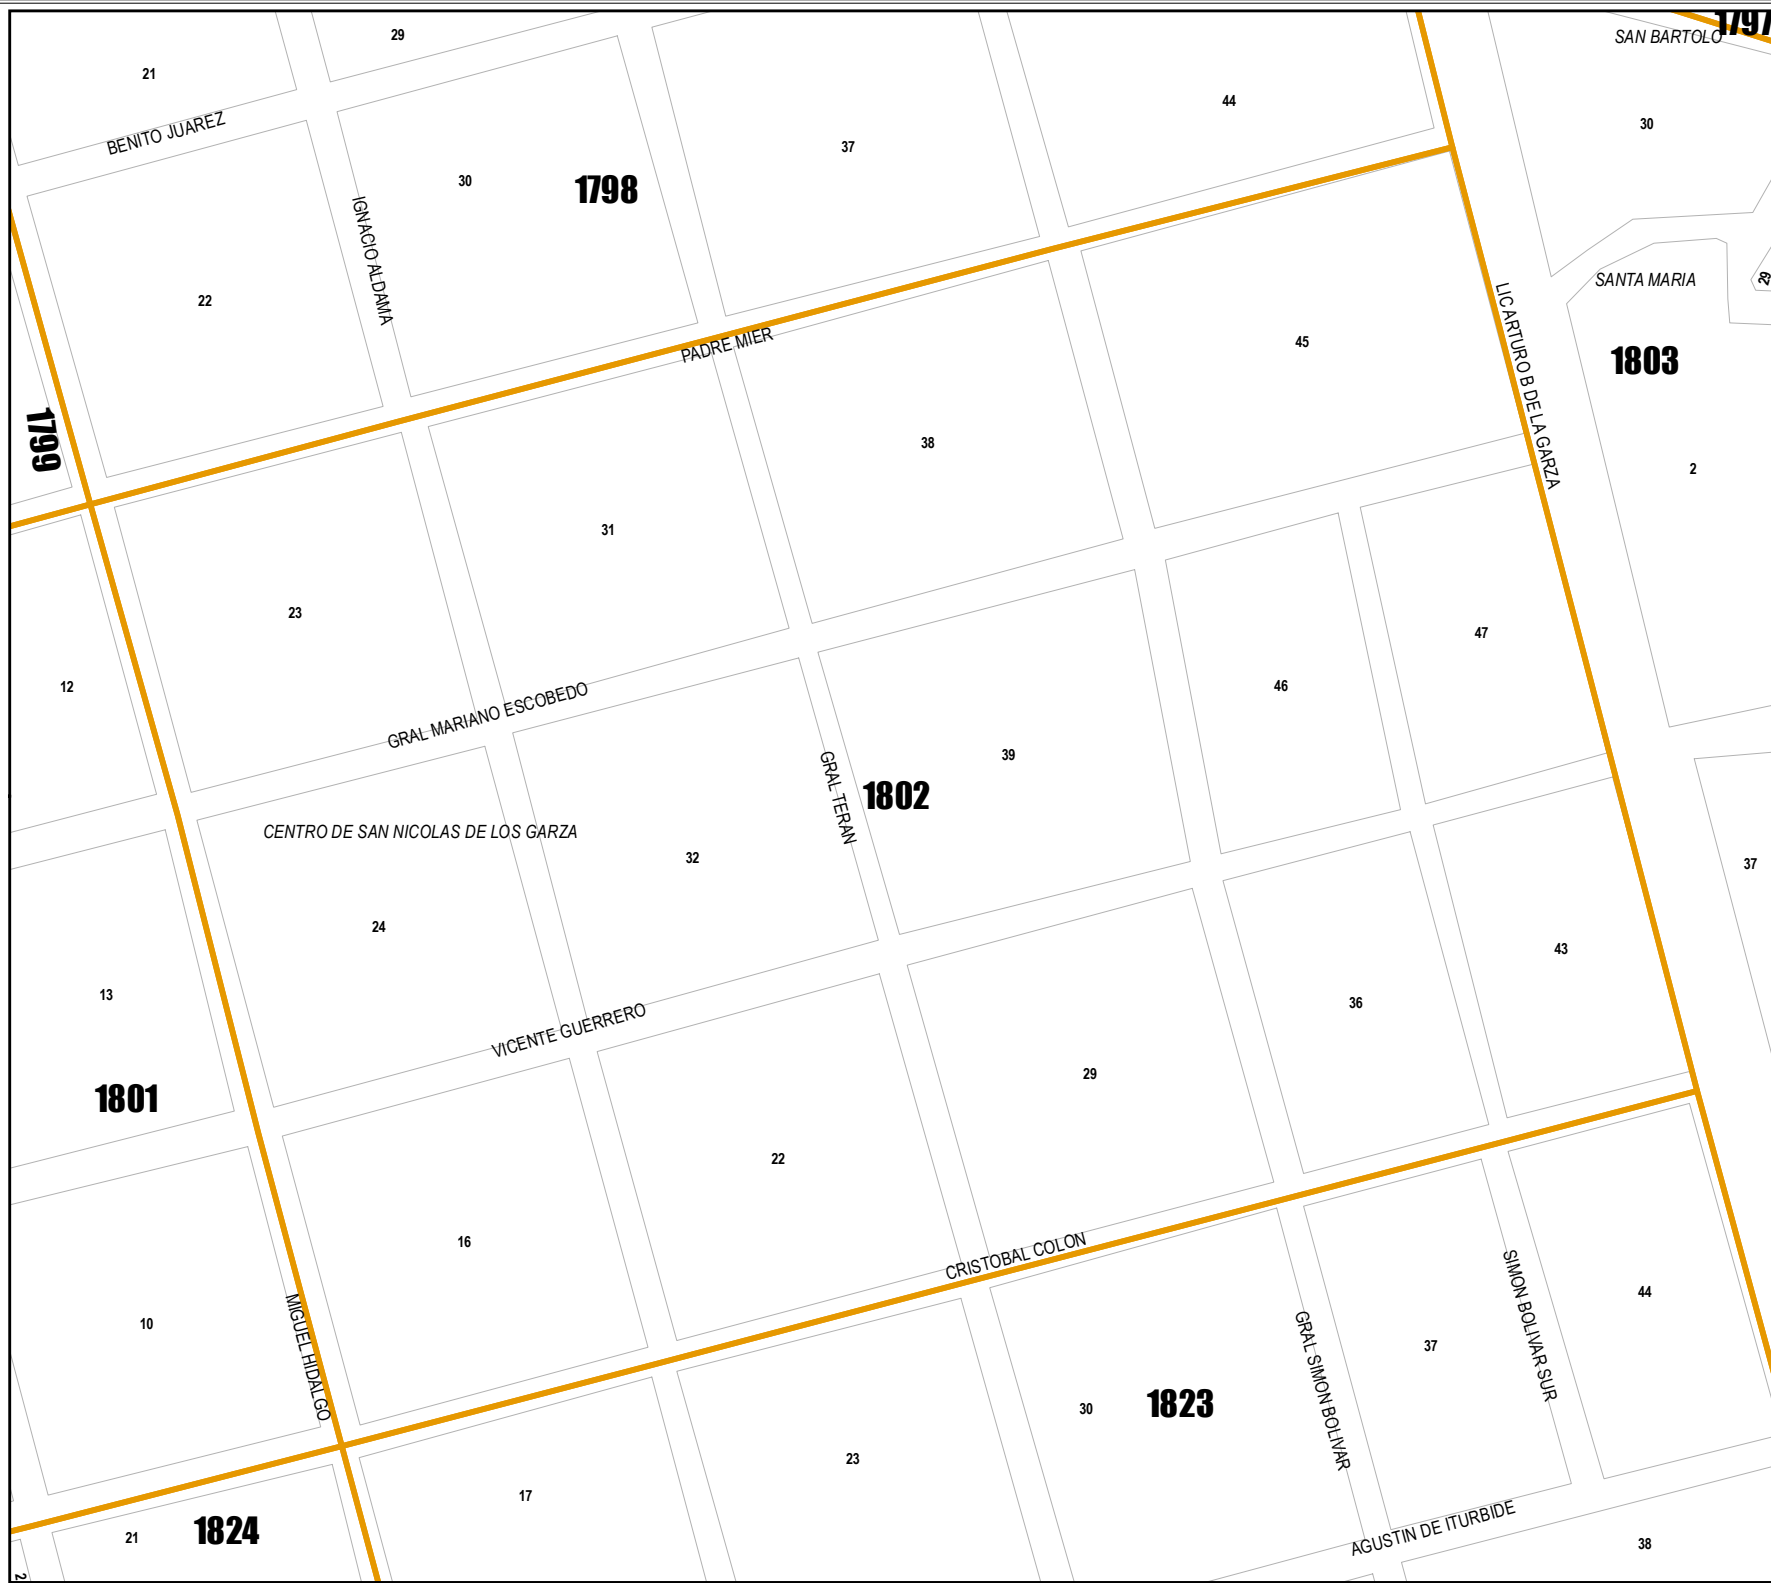 1797
SAN BARTOLO
29
21
44
30
BENITO JUAREZ
37
30
1798
IGNACIO ALDAMA
22
SANTA MARIA
29
LIC ARTURO B DE LA GARZA
PADRE MIER
45
1803
1799
38
2
31
23
47
12
46
GRAL MARIANO ESCOBEDO
39
GRAL TERAN
1802
CENTRO DE SAN NICOLAS DE LOS GARZA
32
37
24
43
13
36
VICENTE GUERRERO
29
1801
22
16
CRISTOBAL COLON
44
10
MIGUEL HIDALGO
GRAL SIMON BOLIVAR
SIMON BOLIVAR SUR
37
30
1823
23
17
AGUSTIN DE ITURBIDE
21
1824
38
2